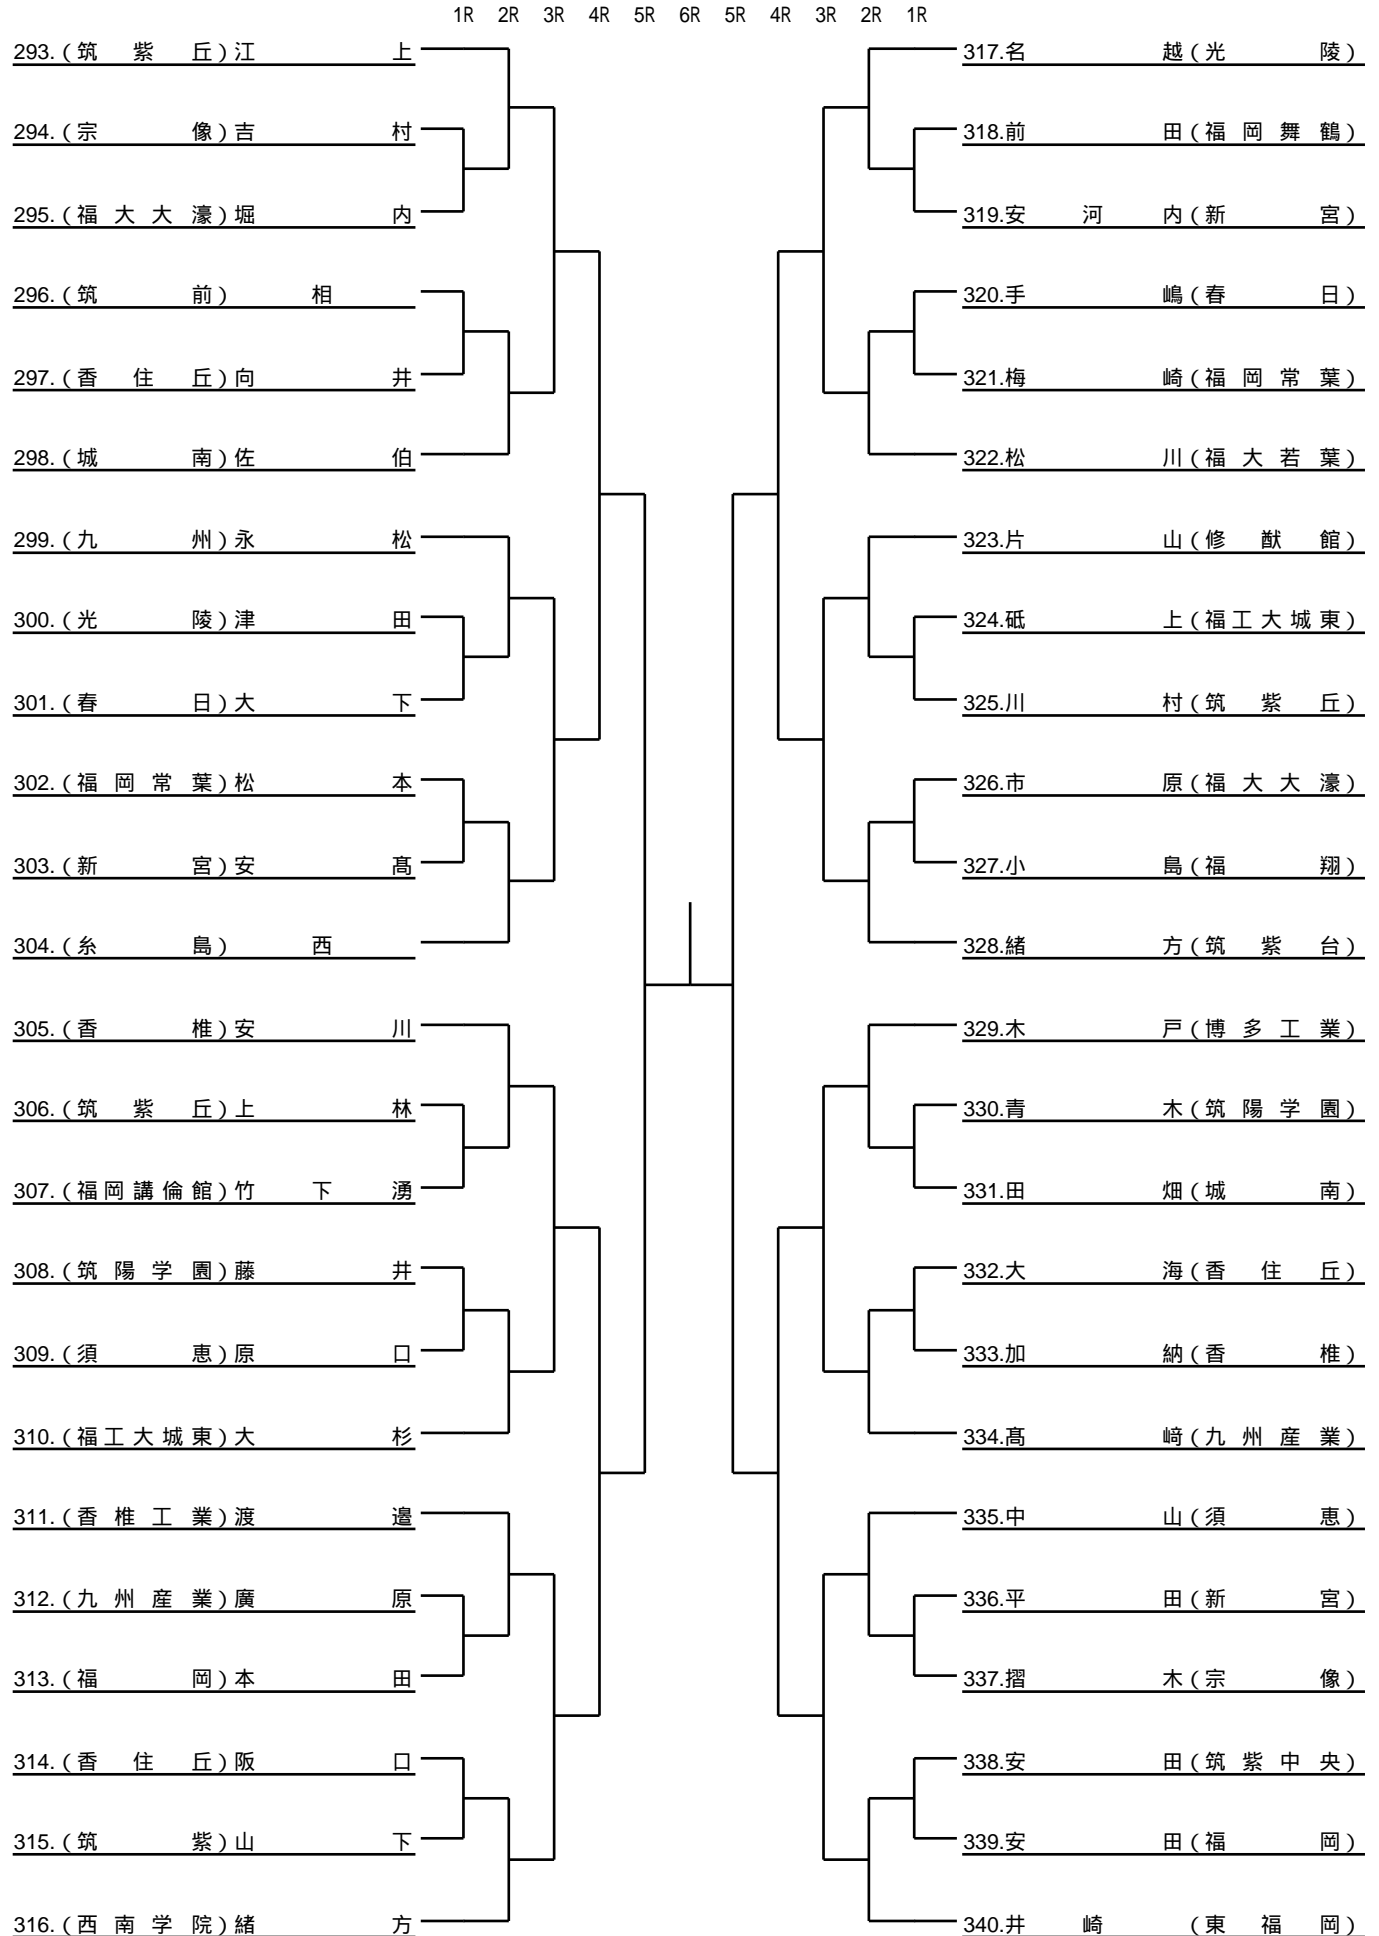 1R 2R 3R 4R 5R 6R 5R 4R 3R 2R 1R
293.(筑紫丘)江上
294.(宗像)吉村
295.(福大大濠)堀内
296.(筑前)相
297.(香住丘)向井
298.(城南)佐伯
299.(九州)永松
300.(光陵)津田
301.(春日)大下
302.(福岡常葉)松本
303.(新宮)安髙
304.(糸島)西
305.(香椎)安川
306.(筑紫丘)上林
307.(福岡講倫館)竹下湧
308.(筑陽学園)藤井
309.(須恵)原口
310.(福工大城東)大杉
311.(香椎工業)渡邉
312.(九州産業)廣原
313.(福岡)本田
314.(香住丘)阪口
315.(筑紫)山下
316.(西南学院)緒方
317.名越(光陵)
318.前田(福岡舞鶴)
319.安河内(新宮)
320.手嶋(春日)
321.梅崎(福岡常葉)
322.松川(福大若葉)
323.片山(修猷館)
324.砥上(福工大城東)
325.川村(筑紫丘)
326.市原(福大大濠)
327.小島(福翔)
328.緒方(筑紫台)
329.木戸(博多工業)
330.青木(筑陽学園)
331.田畑(城南)
332.大海(香住丘)
333.加納(香椎)
334.髙﨑(九州産業)
335.中山(須恵)
336.平田(新宮)
337.摺木(宗像)
338.安田(筑紫中央)
339.安田(福岡)
340.井崎(東福岡)